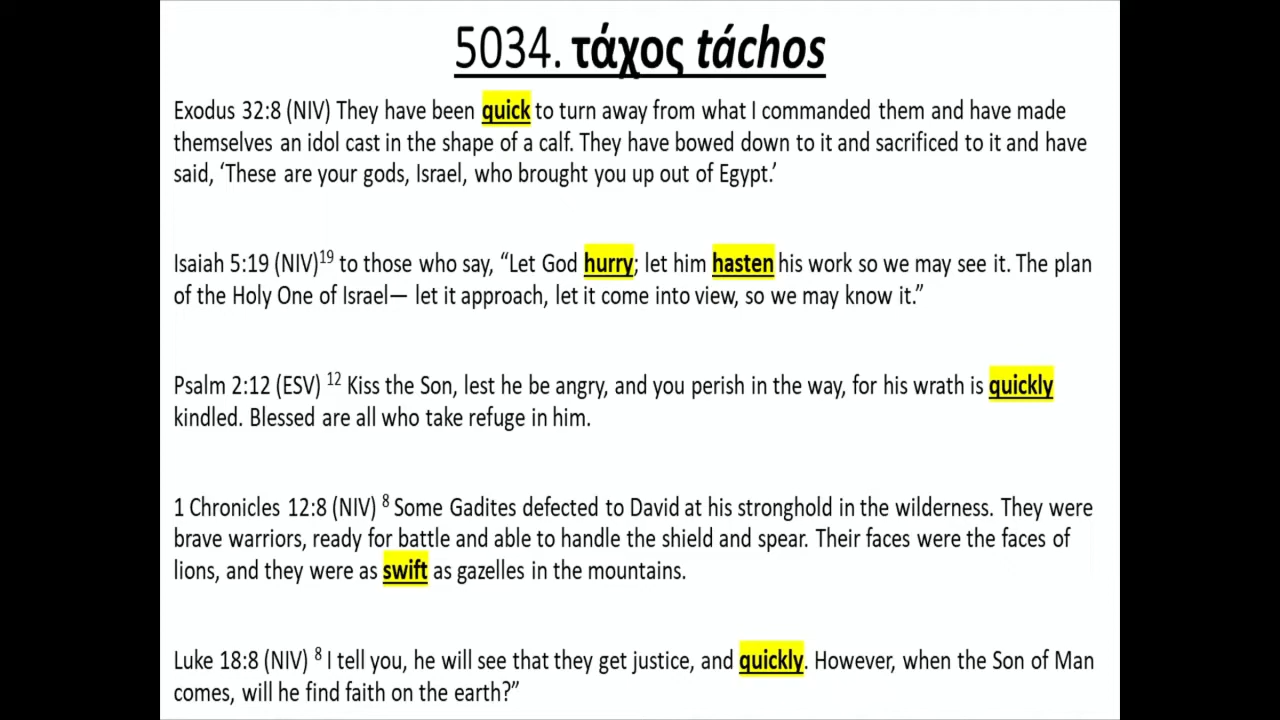 5034. τάχος táchos
Exodus 32:8 (NIV) They have been quick to turn away from what I commanded them and have made
themselves an idol cast in the shape of a calf. They have bowed down to it and sacrificed to it and have
said, ‘These are your gods, Israel, who brought you up out of Egypt.’
Isaiah 5:19 (NIV)19 to those who say, “Let God hurry; let him hasten his work so we may see it. The plan
of the Holy One of Israel— let it approach, let it come into view, so we may know it.”
Psalm 2:12 (ESV) 12 Kiss the Son, lest he be angry, and you perish in the way, for his wrath is quickly
kindled. Blessed are all who take refuge in him.
1 Chronicles 12:8 (NIV) 8 Some Gadites defected to David at his stronghold in the wilderness. They were
brave warriors, ready for battle and able to handle the shield and spear. Their faces were the faces of
lions, and they were as swift as gazelles in the mountains.
Luke 18:8 (NIV) 8 I tell you, he will see that they get justice, and quickly. However, when the Son of Man
comes, will he find faith on the earth?”